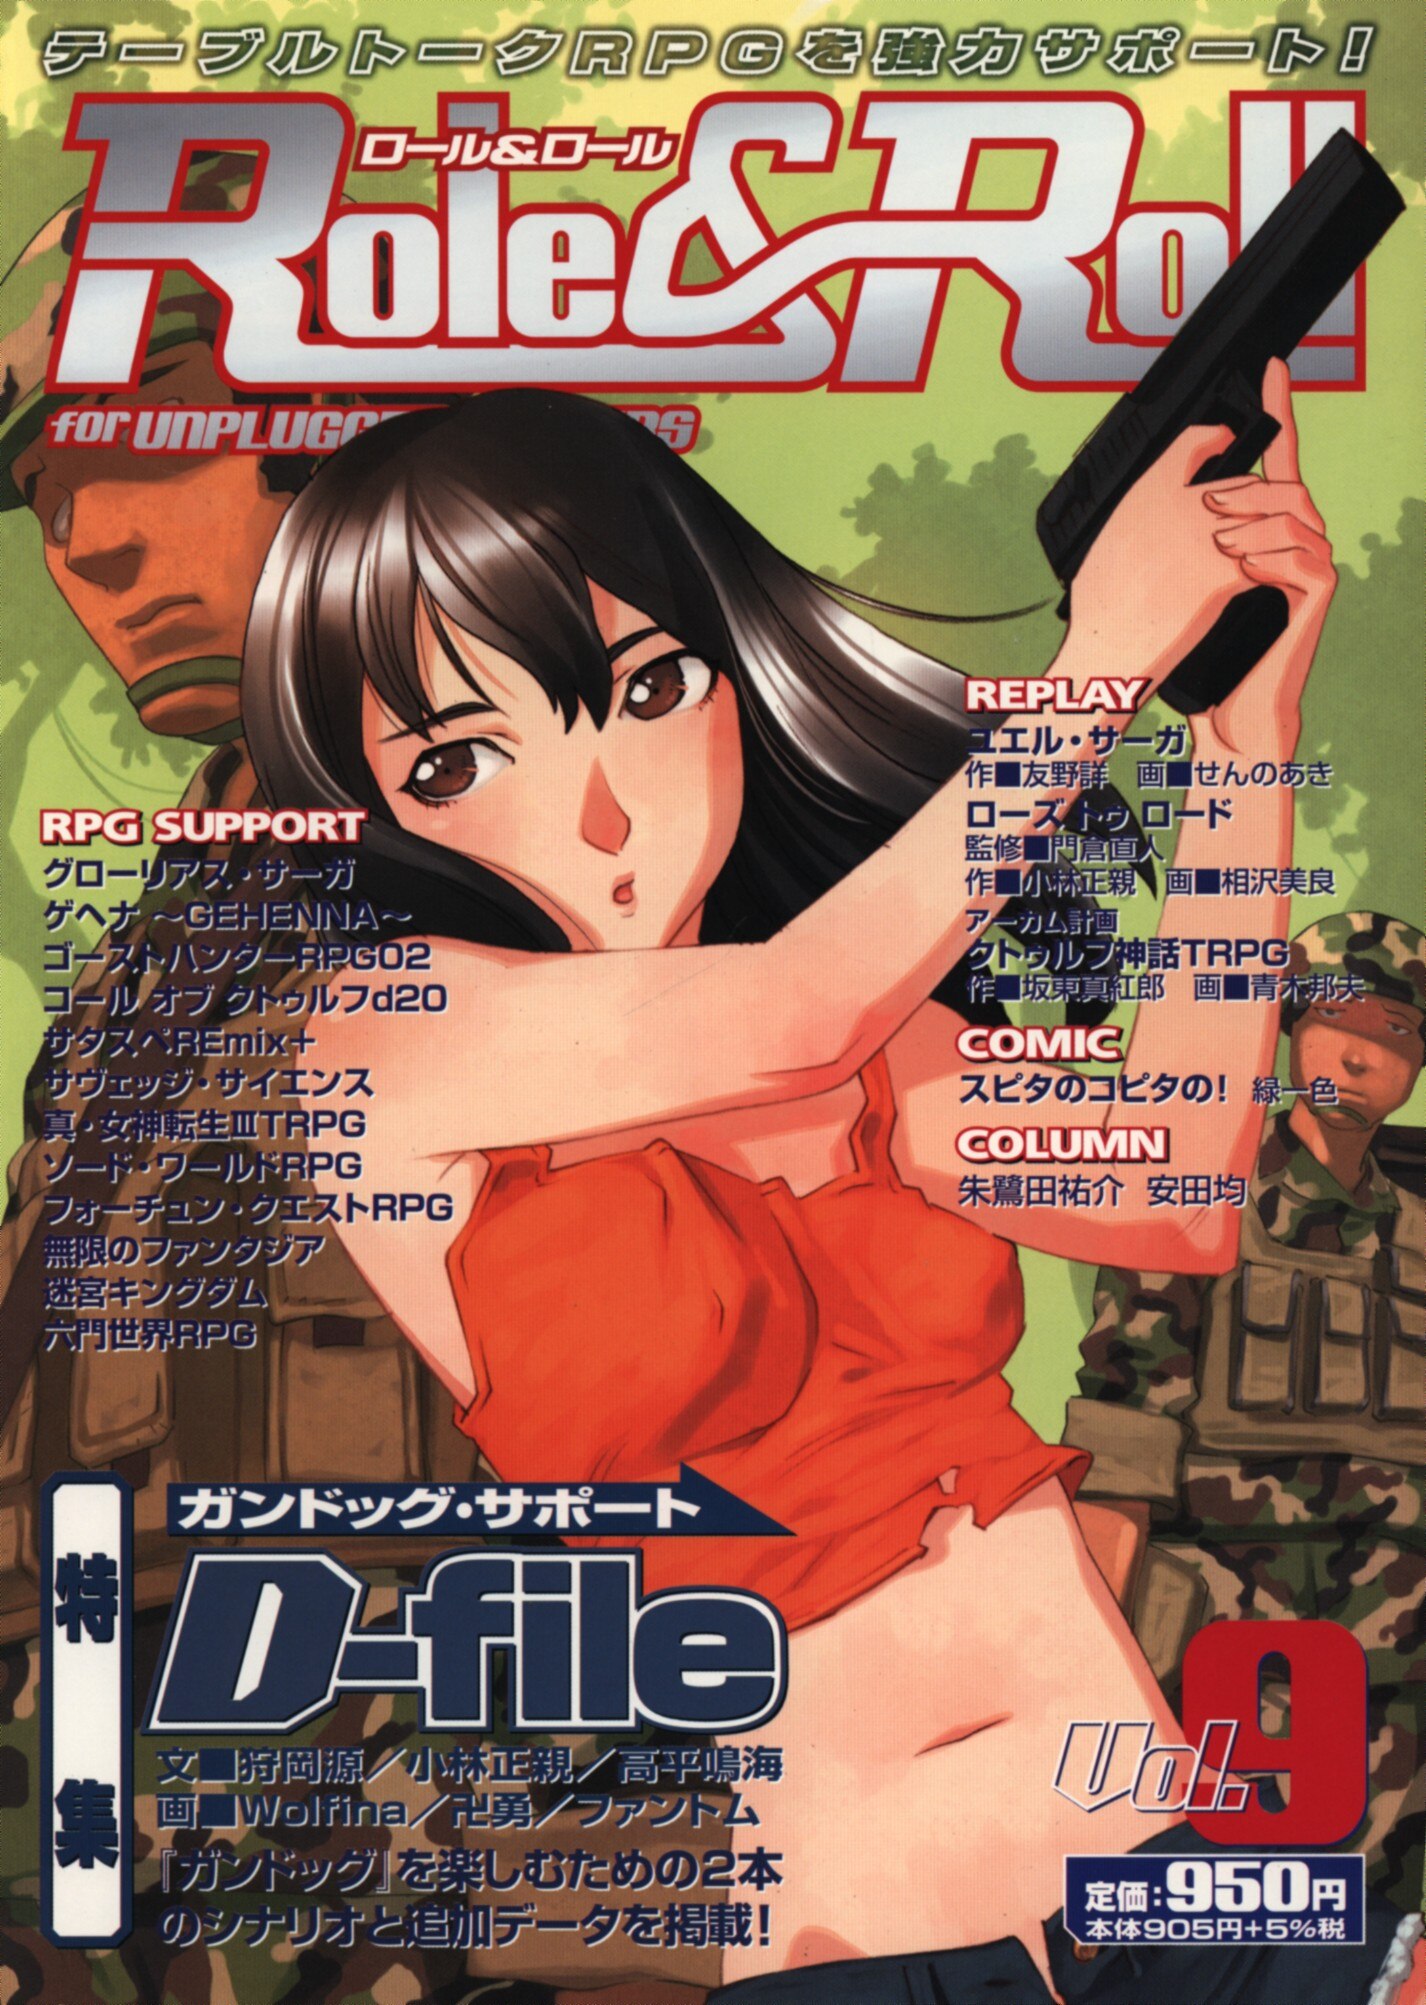 テーブルトークRPGを強力サポート！
ロール&ロール
Role&Roll
for UNPLUGG
RPG SUPPORT
グローリアス・サーガ
ゲヘナ 〜GEHENNA〜
ゴーストハンターRPG02
コール オブ クトゥルフd20
サタスペREmix＋
サヴェッジ・サイエンス
真・女神転生ⅢTRPG
ソード・ワールドRPG
フォーチュン・クエストRPG
無限のファンタジア
迷宮キングダム
六門世界RPG
REPLAY
ユエル・サーガ
作■友野詳　画■せんのあき
ローズ トゥ ロード
監修■門倉直人
作■小林正親　画■相沢美良
アーカム計画
クトゥルフ神話TRPG
作■坂東真紅郎　画■青木邦夫
COMIC
スピタのコピタの！ 緑一色
COLUMN
朱鷺田祐介　安田均
特集
ガンドッグ・サポート
D-file
文■狩岡源／小林正親／高平鳴海
画■Wolfina／卍勇／ファントム
『ガンドッグ』を楽しむための2本
のシナリオと追加データを掲載！
Vol.9
定価：950円
本体905円+5%税